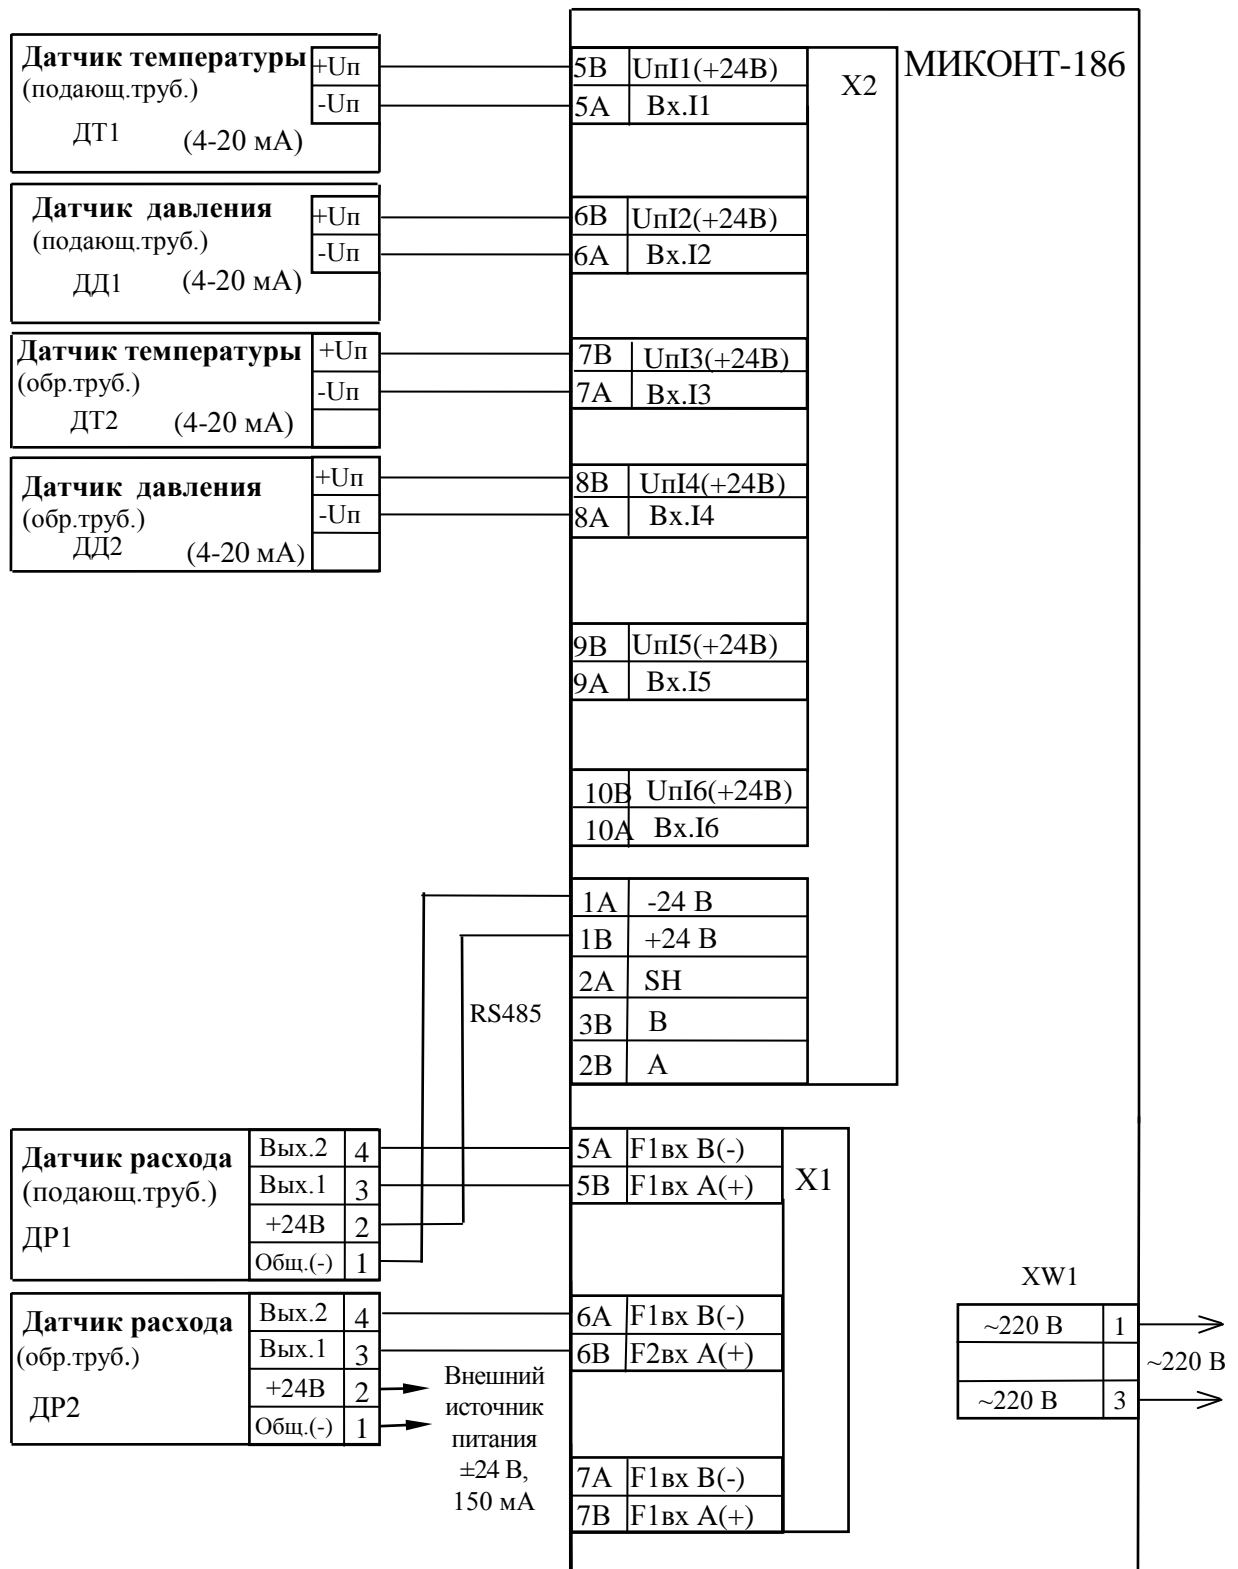 Датчик температуры
(подающ.труб.)
ДТ1 (4-20 мА)
+Uп
-Uп
Датчик давления
(подающ.труб.)
ДД1 (4-20 мА)
+Uп
-Uп
Датчик температуры
(обр.труб.)
ДТ2 (4-20 мА)
+Uп
-Uп
Датчик давления
(обр.труб.)
ДД2 (4-20 мА)
+Uп
-Uп
МИКОНТ-186
X2
5В UпI1(+24В)
5А Вх.I1
6В UпI2(+24В)
6А Вх.I2
7В UпI3(+24В)
7А Вх.I3
8В UпI4(+24В)
8А Вх.I4
9В UпI5(+24В)
9А Вх.I5
10В UпI6(+24В)
10А Вх.I6
1А -24 В
1В +24 В
2А SH
3В В
2В А
RS485
Датчик расхода
(подающ.труб.)
ДР1
Вых.2 4
Вых.1 3
+24В 2
Общ.(-) 1
Датчик расхода
(обр.труб.)
ДР2
Вых.2 4
Вых.1 3
+24В 2
Общ.(-) 1
Внешний
источник
питания
±24 В,
150 мА
X1
5А F1вх В(-)
5В F1вх А(+)
6А F1вх В(-)
6В F2вх А(+)
7А F1вх В(-)
7В F1вх А(+)
XW1
~220 В 1
~220 В
~220 В 3